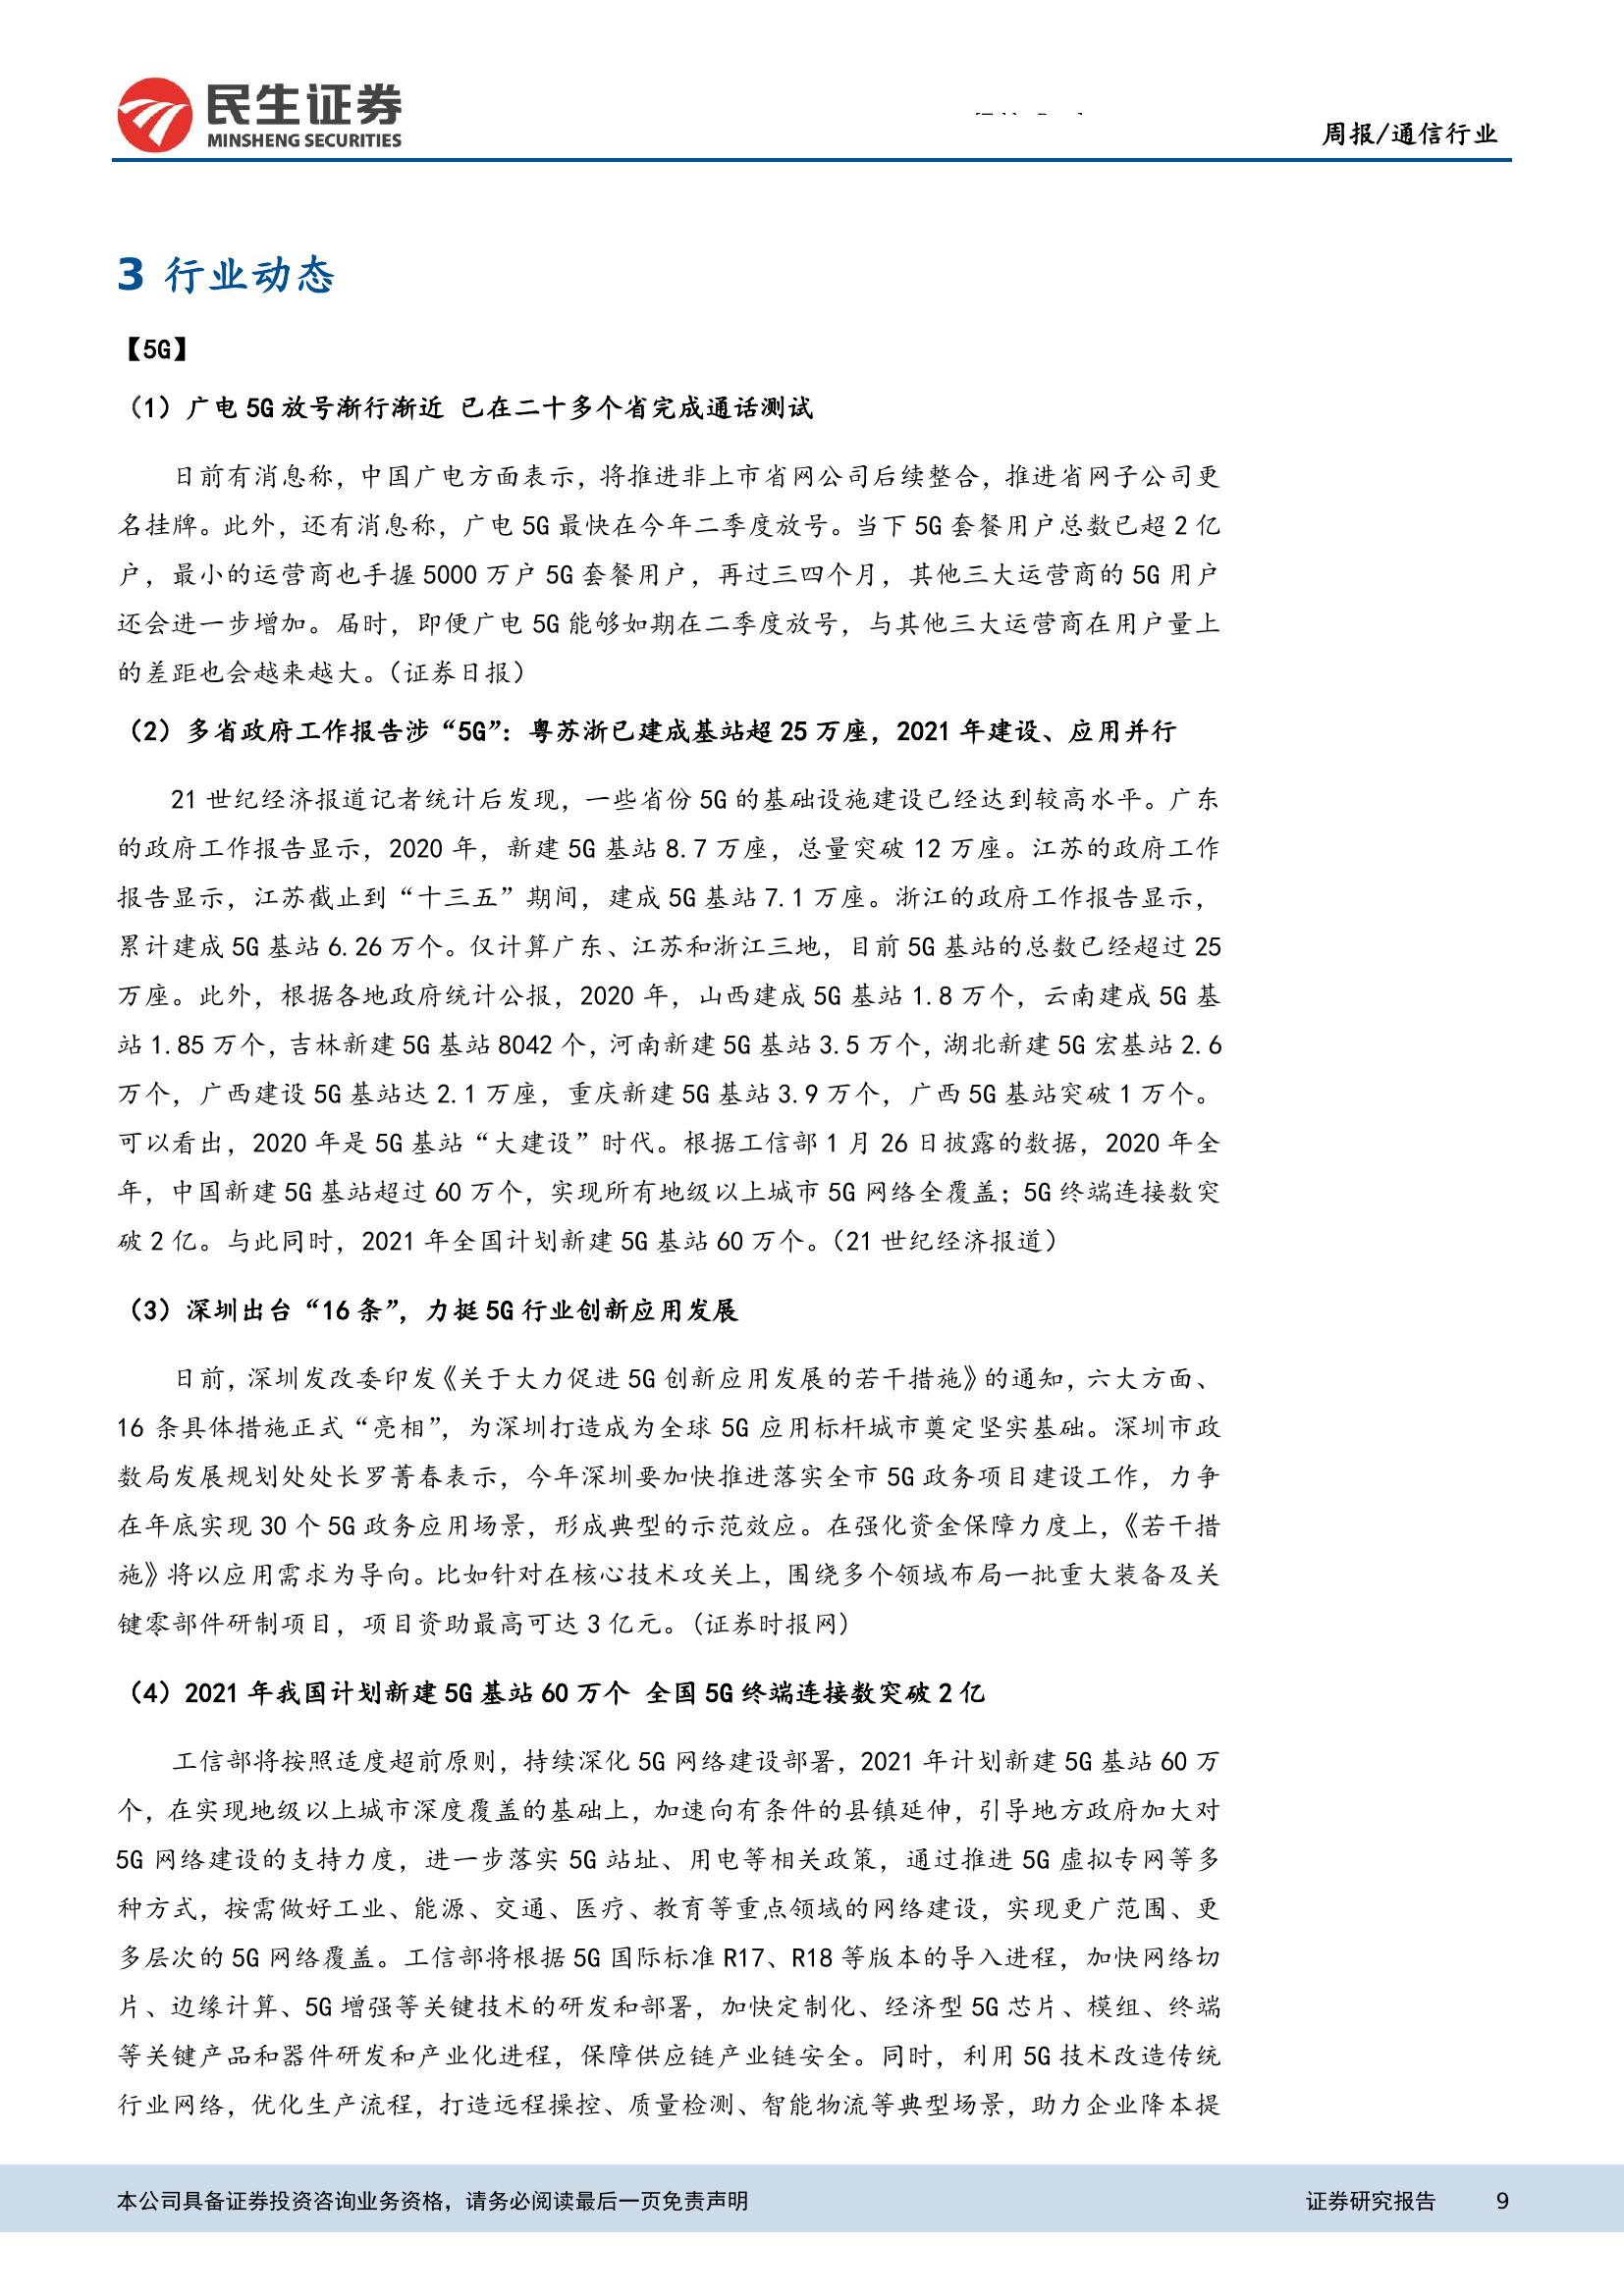 民生证券
MINSHENG SECURITIES
周报/通信行业
3 行业动态
【5G】
（1）广电 5G 放号渐行渐近 已在二十多个省完成通话测试
日前有消息称，中国广电方面表示，将推进非上市省网公司后续整合，推进省网子公司更
名挂牌。此外，还有消息称，广电 5G 最快在今年二季度放号。当下 5G 套餐用户总数已超 2 亿
户，最小的运营商也手握 5000 万户 5G 套餐用户，再过三四个月，其他三大运营商的 5G 用户
还会进一步增加。届时，即便广电 5G 能够如期在二季度放号，与其他三大运营商在用户量上
的差距也会越来越大。（证券日报）
（2）多省政府工作报告涉“5G”：粤苏浙已建成基站超 25 万座，2021 年建设、应用并行
21 世纪经济报道记者统计后发现，一些省份 5G 的基础设施建设已经达到较高水平。广东
的政府工作报告显示，2020 年，新建 5G 基站 8.7 万座，总量突破 12 万座。江苏的政府工作
报告显示，江苏截止到“十三五”期间，建成 5G 基站 7.1 万座。浙江的政府工作报告显示，
累计建成 5G 基站 6.26 万个。仅计算广东、江苏和浙江三地，目前 5G 基站的总数已经超过 25
万座。此外，根据各地政府统计公报，2020 年，山西建成 5G 基站 1.8 万个，云南建成 5G 基
站 1.85 万个，吉林新建 5G 基站 8042 个，河南新建 5G 基站 3.5 万个，湖北新建 5G 宏基站 2.6
万个，广西建设 5G 基站达 2.1 万座，重庆新建 5G 基站 3.9 万个，广西 5G 基站突破 1 万个。
可以看出，2020 年是 5G 基站“大建设”时代。根据工信部 1 月 26 日披露的数据，2020 年全
年，中国新建 5G 基站超过 60 万个，实现所有地级以上城市 5G 网络全覆盖；5G 终端连接数突
破 2 亿。与此同时，2021 年全国计划新建 5G 基站 60 万个。（21 世纪经济报道）
（3）深圳出台“16 条”，力挺 5G 行业创新应用发展
日前，深圳发改委印发《关于大力促进 5G 创新应用发展的若干措施》的通知，六大方面、
16 条具体措施正式“亮相”，为深圳打造成为全球 5G 应用标杆城市奠定坚实基础。深圳市政
数局发展规划处处长罗菁春表示，今年深圳要加快推进落实全市 5G 政务项目建设工作，力争
在年底实现 30 个 5G 政务应用场景，形成典型的示范效应。在强化资金保障力度上，《若干措
施》将以应用需求为导向。比如针对在核心技术攻关上，围绕多个领域布局一批重大装备及关
键零部件研制项目，项目资助最高可达 3 亿元。(证券时报网)
（4）2021 年我国计划新建 5G 基站 60 万个 全国 5G 终端连接数突破 2 亿
工信部将按照适度超前原则，持续深化 5G 网络建设部署，2021 年计划新建 5G 基站 60 万
个，在实现地级以上城市深度覆盖的基础上，加速向有条件的县镇延伸，引导地方政府加大对
5G 网络建设的支持力度，进一步落实 5G 站址、用电等相关政策，通过推进 5G 虚拟专网等多
种方式，按需做好工业、能源、交通、医疗、教育等重点领域的网络建设，实现更广范围、更
多层次的 5G 网络覆盖。工信部将根据 5G 国际标准 R17、R18 等版本的导入进程，加快网络切
片、边缘计算、5G 增强等关键技术的研发和部署，加快定制化、经济型 5G 芯片、模组、终端
等关键产品和器件研发和产业化进程，保障供应链产业链安全。同时，利用 5G 技术改造传统
行业网络，优化生产流程，打造远程操控、质量检测、智能物流等典型场景，助力企业降本提
本公司具备证券投资咨询业务资格，请务必阅读最后一页免责声明
证券研究报告 9